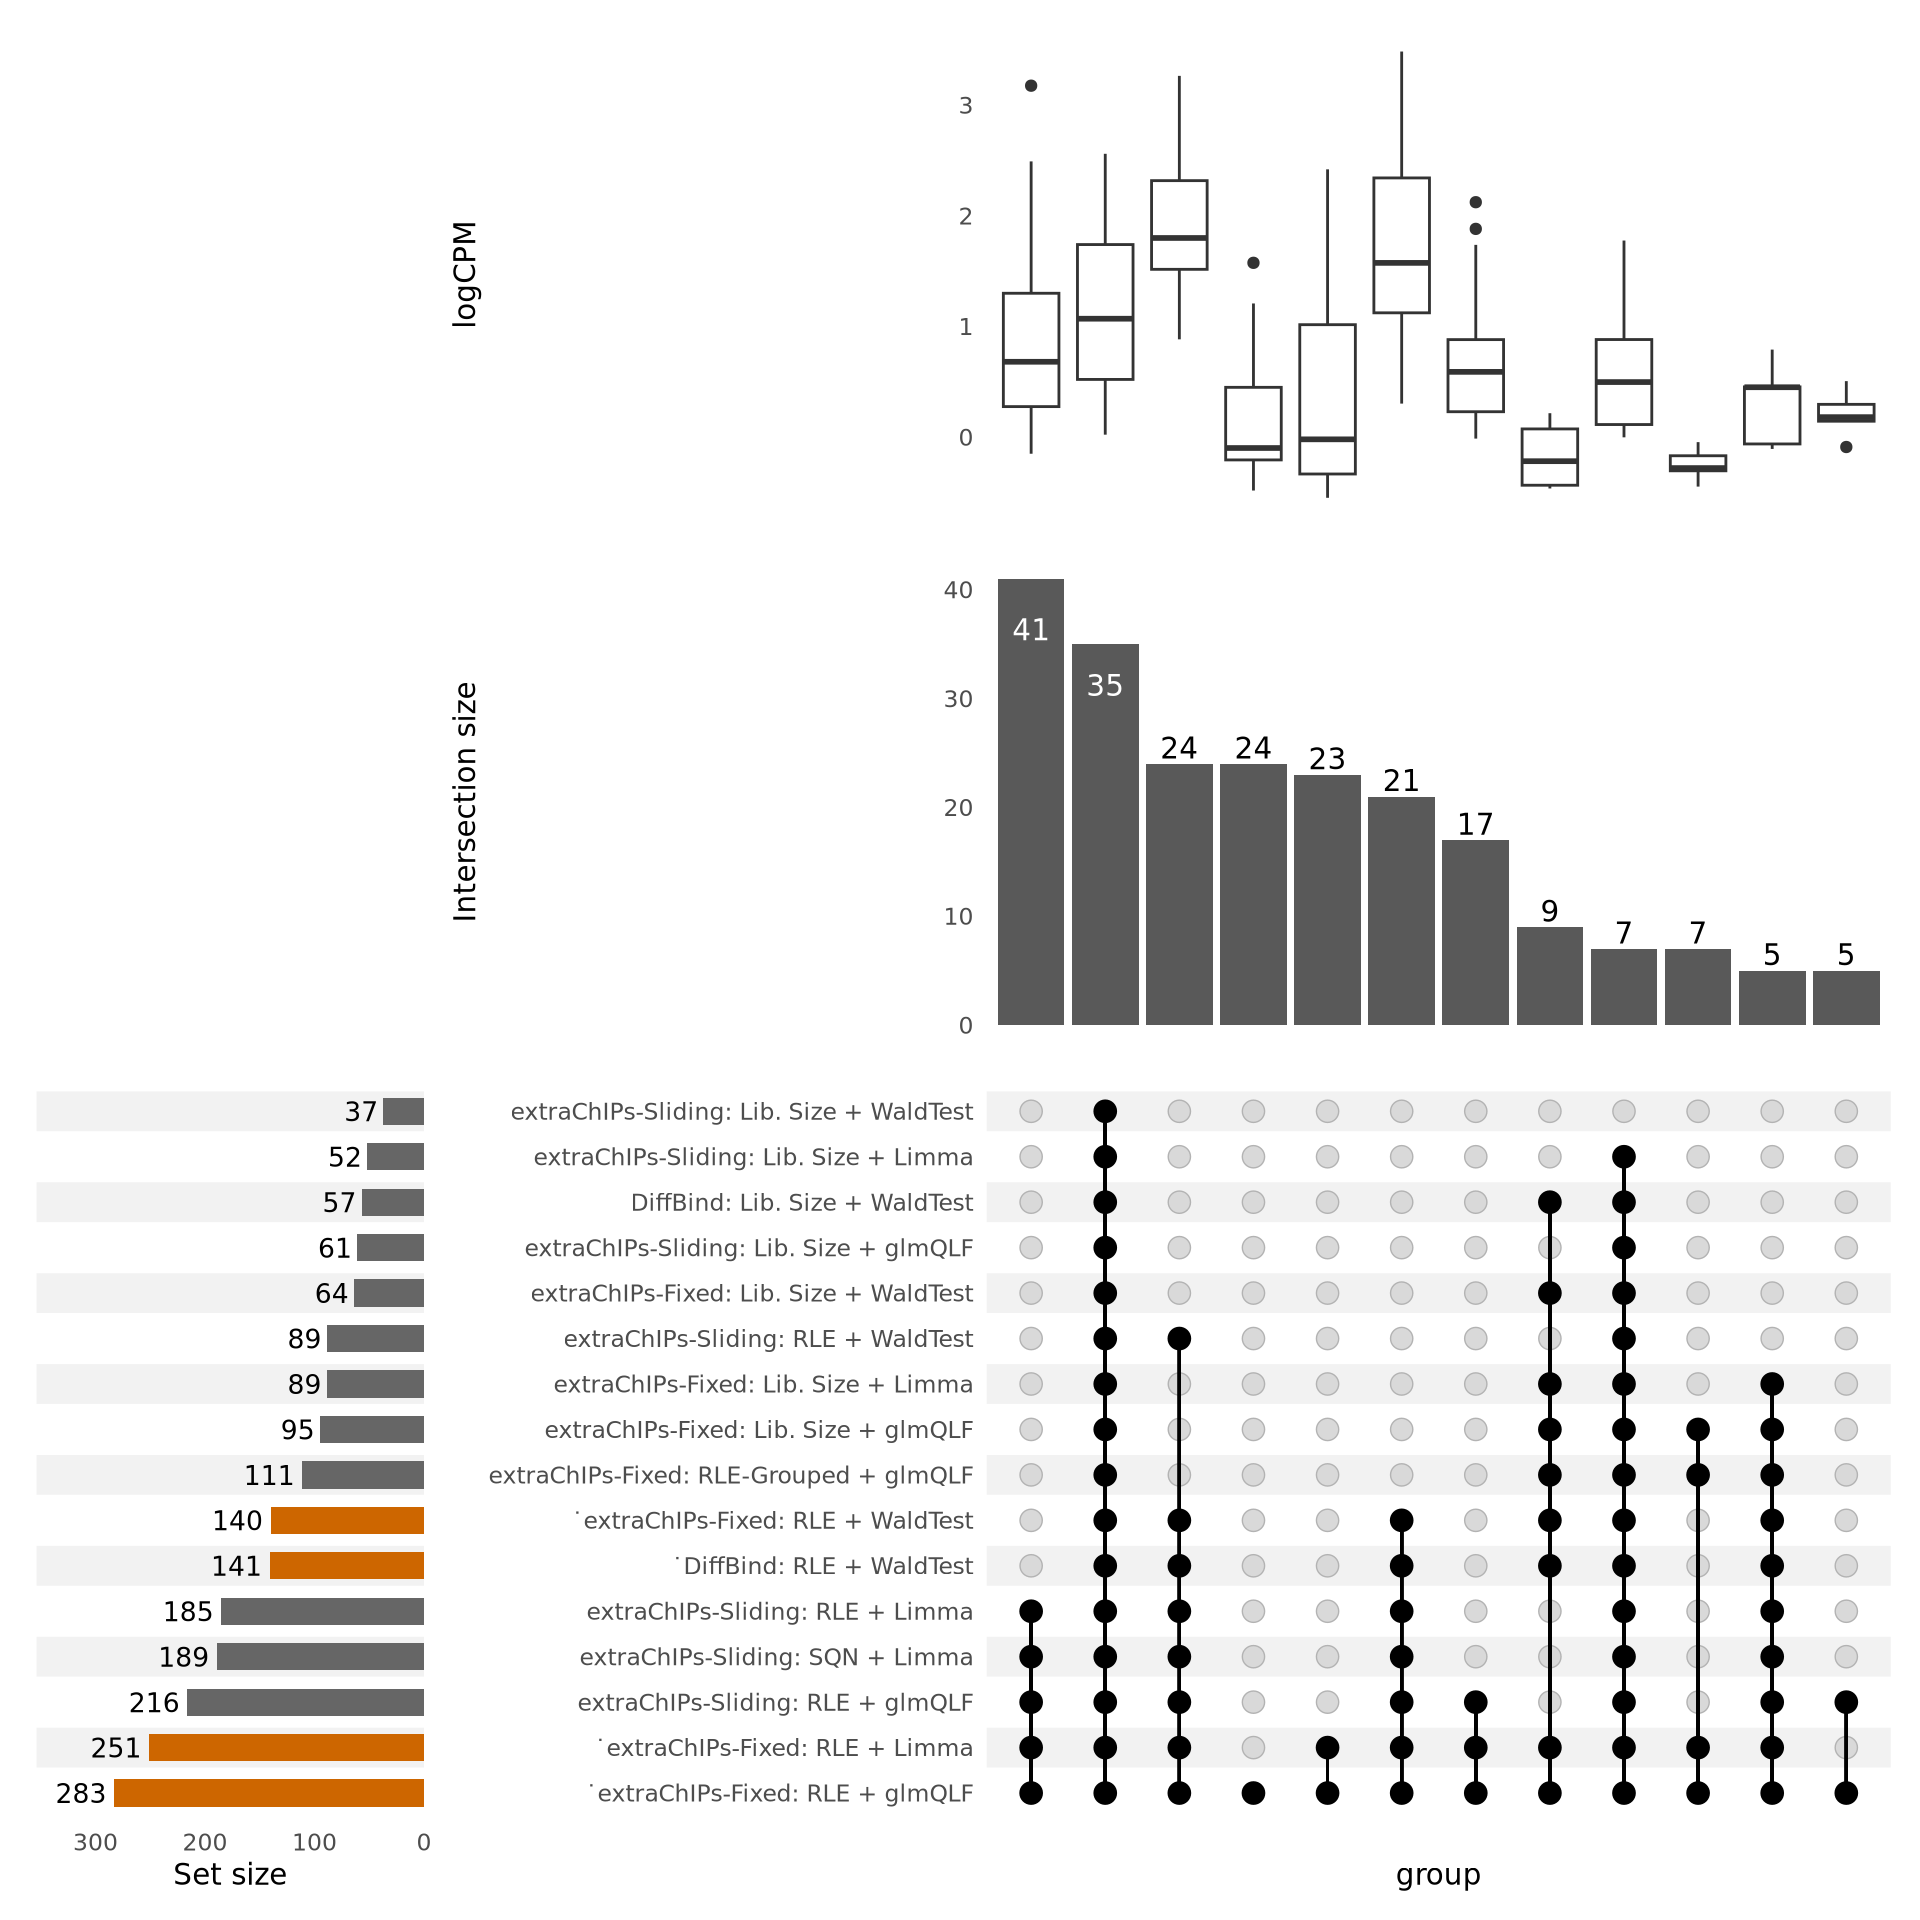 logCPM
3
2
1
0
Intersection size
40
30
20
10
0
41
35
24
24
23
21
17
9
7
7
5
5
37 extraChIPs-Sliding: Lib. Size + WaldTest
52 extraChIPs-Sliding: Lib. Size + Limma
57 DiffBind: Lib. Size + WaldTest
61 extraChIPs-Sliding: Lib. Size + glmQLF
64 extraChIPs-Fixed: Lib. Size + WaldTest
89 extraChIPs-Sliding: RLE + WaldTest
89 extraChIPs-Fixed: Lib. Size + Limma
95 extraChIPs-Fixed: Lib. Size + glmQLF
111 extraChIPs-Fixed: RLE-Grouped + glmQLF
140 ˙extraChIPs-Fixed: RLE + WaldTest
141 ˙DiffBind: RLE + WaldTest
185 extraChIPs-Sliding: RLE + Limma
189 extraChIPs-Sliding: SQN + Limma
216 extraChIPs-Sliding: RLE + glmQLF
251 ˙extraChIPs-Fixed: RLE + Limma
283 ˙extraChIPs-Fixed: RLE + glmQLF
300 200 100 0
Set size
group